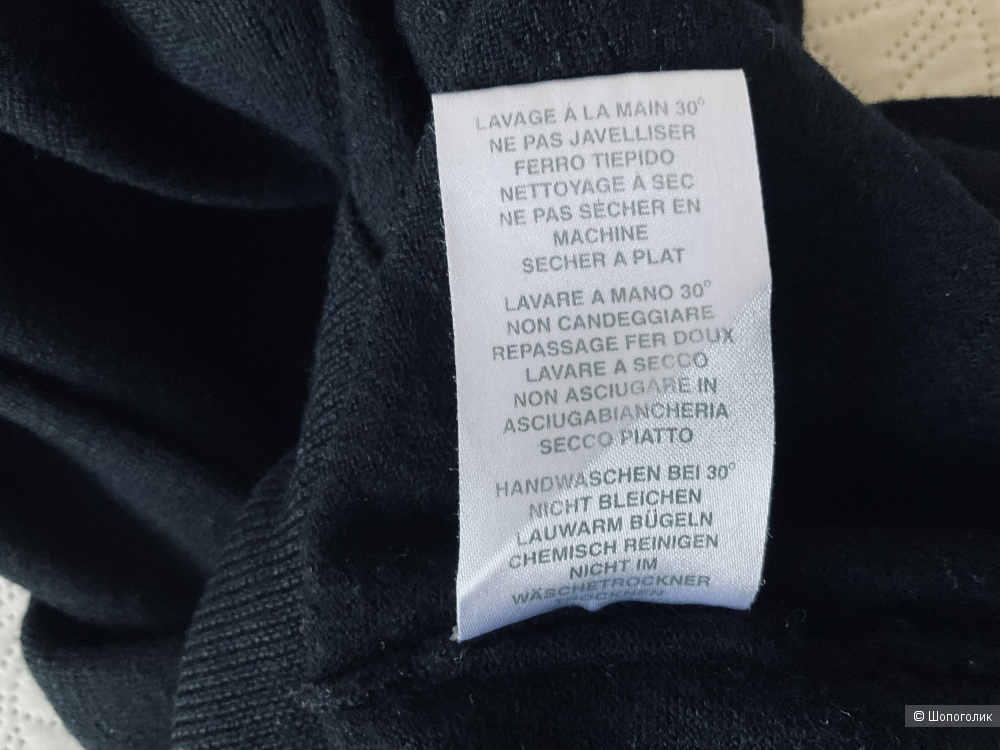 LAVAGE À LA MAIN 30°
NE PAS JAVELLISER
FERRO TIEPIDO
NETTOYAGE À SEC
NE PAS SÉCHER EN
MACHINE
SECHER A PLAT
LAVARE A MANO 30°
NON CANDEGGIARE
REPASSAGE FER DOUX
LAVARE A SECCO
NON ASCIUGARE IN
ASCIUGABIANCHERIA
SECCO PIATTO
HANDWASCHEN BEI 30°
NICHT BLEICHEN
LAUWARM BÜGELN
CHEMISCH REINIGEN
NICHT IM
WÄSCHETROCKNER
© Шопоголик